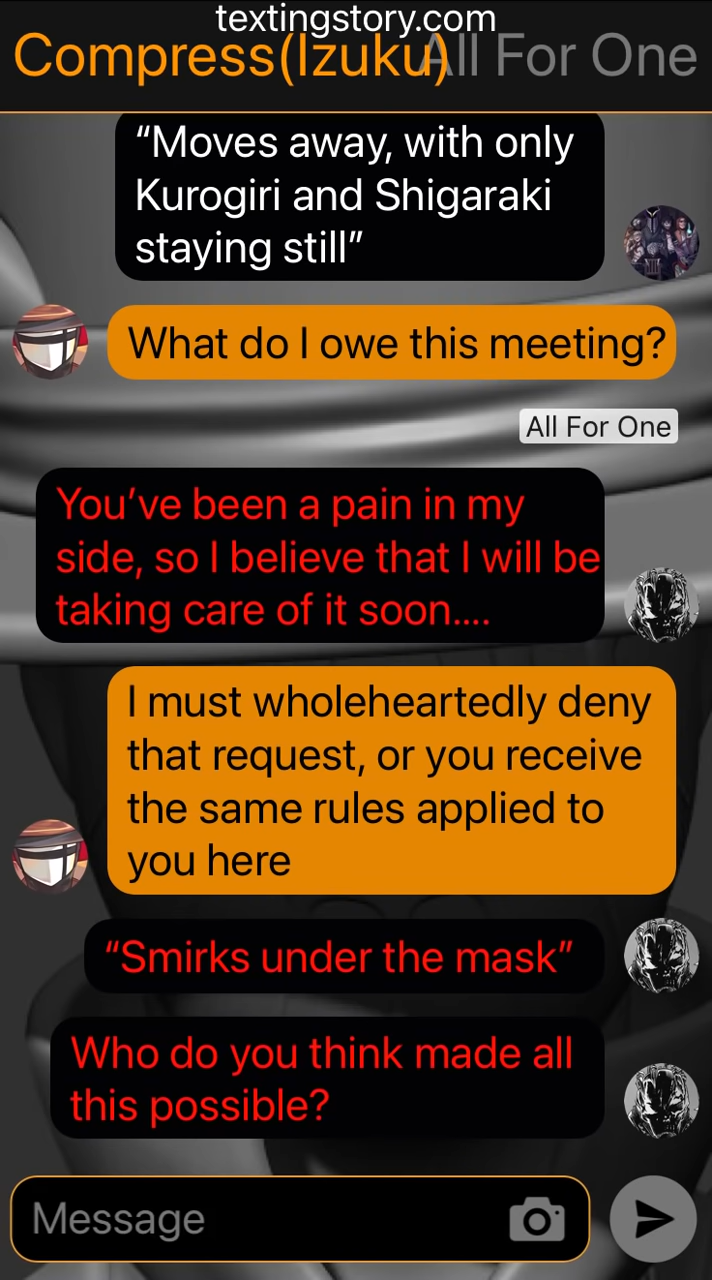 textingstory.com
Compress(Izuku)
All For One
“Moves away, with only
Kurogiri and Shigaraki
staying still”
What do I owe this meeting?
All For One
You’ve been a pain in my
side, so I believe that I will be
taking care of it soon....
I must wholeheartedly deny
that request, or you receive
the same rules applied to
you here
“Smirks under the mask”
Who do you think made all
this possible?
Message